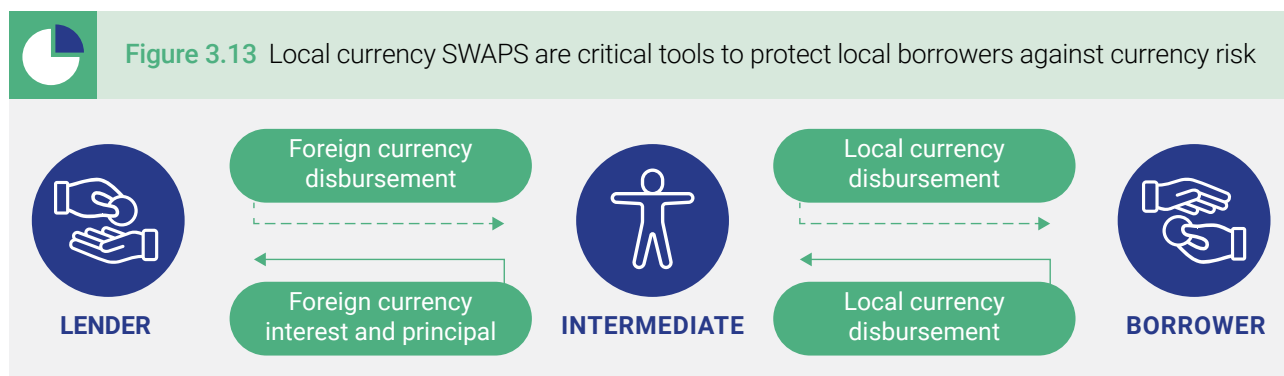 Figure 3.13 Local currency SWAPS are critical tools to protect local borrowers against currency risk
Foreign currency
disbursement
Local currency
disbursement
Foreign currency
interest and principal
Local currency
disbursement
LENDER
INTERMEDIATE
BORROWER